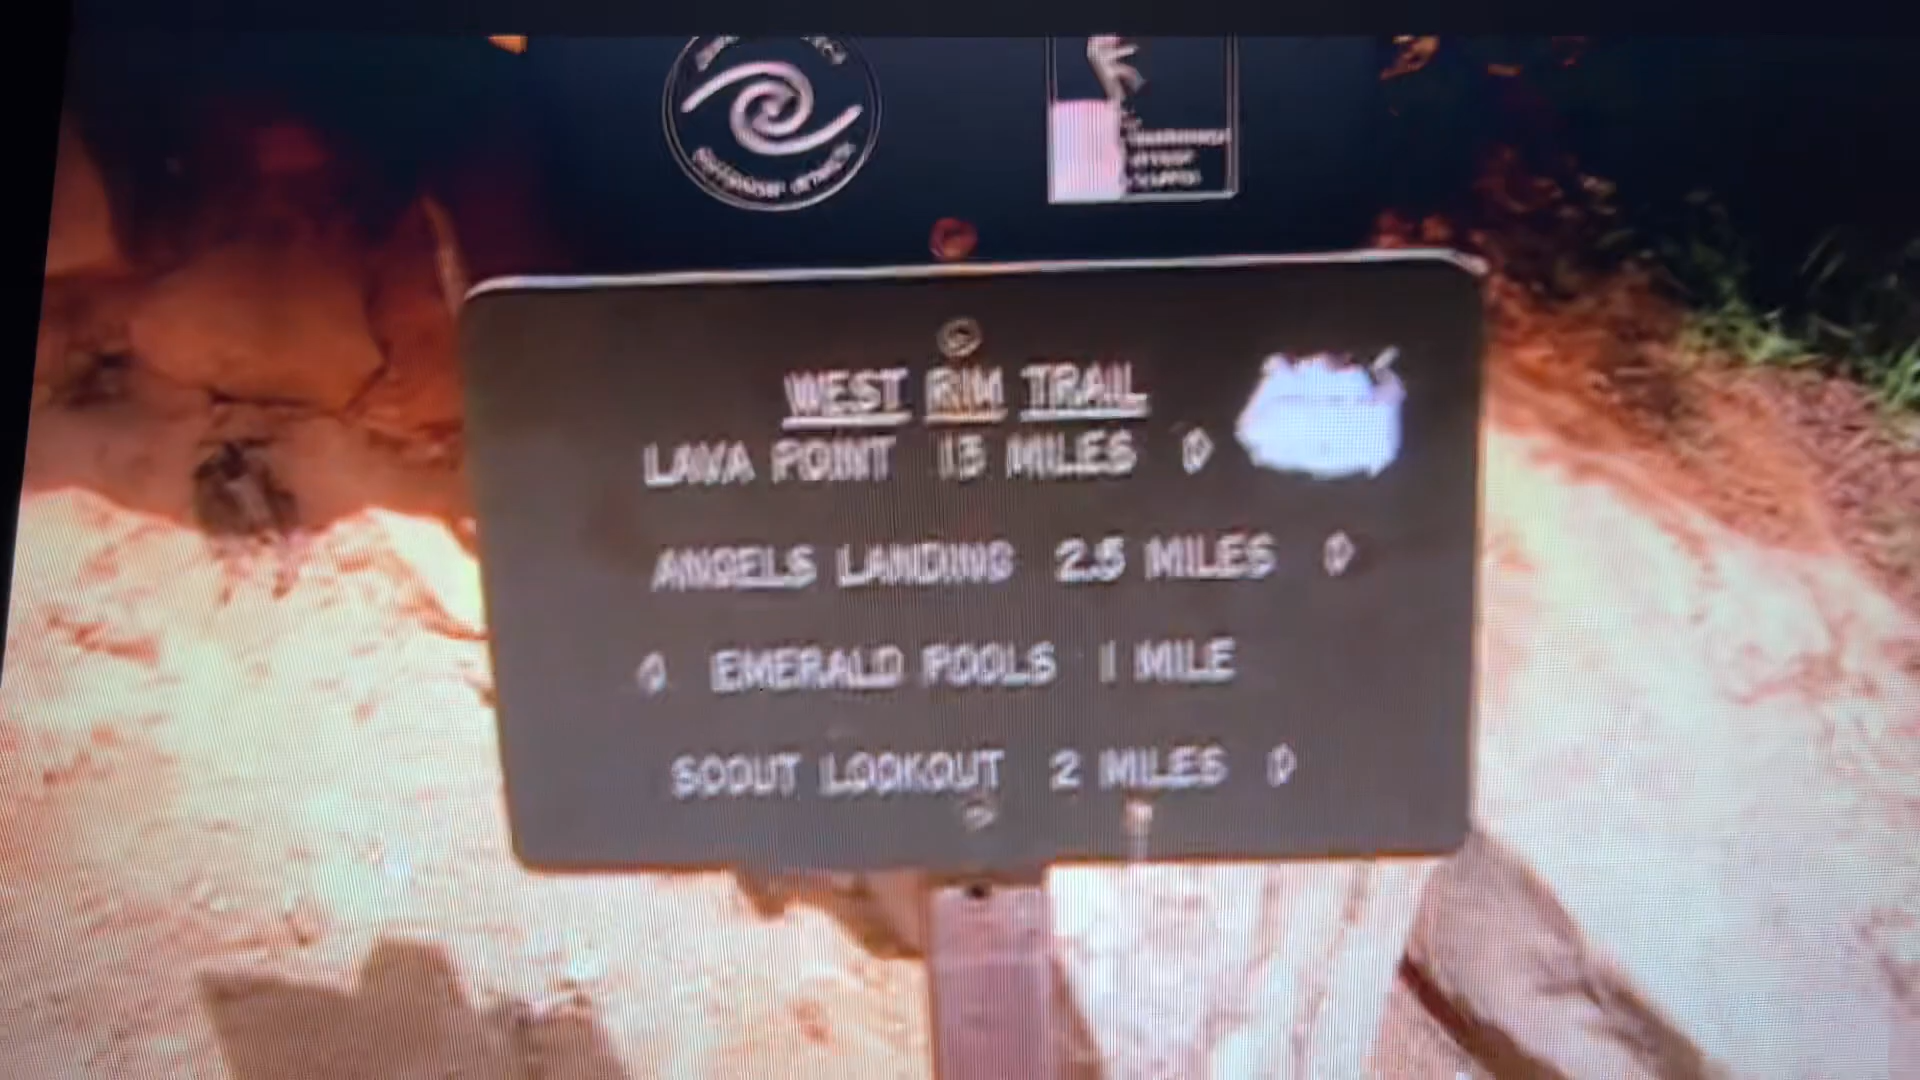 WEST RIM TRAIL
LAVA POINT 13 MILES
ANGELS LANDING 2.5 MILES
EMERALD POOLS 1 MILE
SCOUT LOOKOUT 2 MILES